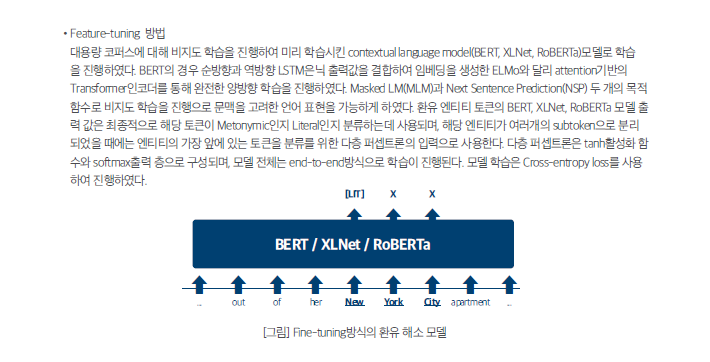 • Feature-tuning 방법
대용량 코퍼스에 대해 비지도 학습을 진행하여 미리 학습시킨 contextual language model(BERT, XLNet, RoBERTa)모델로 학습
을 진행하였다. BERT의 경우 순방향과 역방향 LSTM은닉 출력값을 결합하여 임베딩을 생성한 ELMo와 달리 attention기반의
Transformer인코더를 통해 완전한 양방향 학습을 진행하였다. Masked LM(MLM)과 Next Sentence Prediction(NSP) 두 개의 목적
함수로 비지도 학습을 진행으로 문맥을 고려한 언어 표현을 가능하게 하였다. 환유 엔티티 토큰의 BERT, XLNet, RoBERTa 모델 출
력 값은 최종적으로 해당 토큰이 Metonymic인지 Literal인지 분류하는데 사용되며, 해당 엔티티가 여러개의 subtoken으로 분리
되었을 때에는 엔티티의 가장 앞에 있는 토큰을 분류를 위한 다층 퍼셉트론의 입력으로 사용한다. 다층 퍼셉트론은 tanh활성화 함
수와 softmax출력 층으로 구성되며, 모델 전체는 end-to-end방식으로 학습이 진행된다. 모델 학습은 Cross-entropy loss를 사용
하여 진행하였다.
[LIT] X X
BERT / XLNet / RoBERTa
... out of her New York City apartment ...
[그림] Fine-tuning방식의 환유 해소 모델